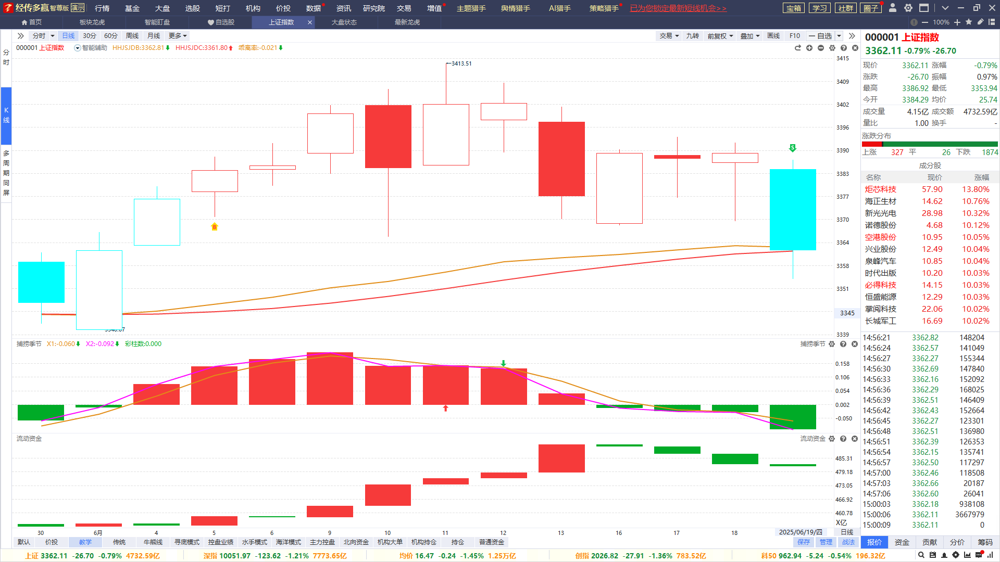 经传多赢 智尊版 演示 行情 基金 大盘 选股 短打 机构 价投 数据 资讯 研究院 交易 增值 主题猎手 舆情猎手 AI猎手 策略猎手 已为您锁定最新短线机会>> 宝箱 学习 社群 圈子
首页 板块龙虎 智能盯盘 自选股 上证指数 × 大盘状态 最新龙虎 100%
分时 日线 30分 60分 周线 月线 更多 交易 九转 前复权 叠加 画线 F10 自选
000001 上证指数 智能辅助 HHJSJDB:3362.81 HHJSJDC:3361.80 乖离率:-0.021
分时
K线
多周期同屏
3413.51
B
S
3415
3409
3402
3396
3390
3383
3377
3370
3364
3358
3351
3345
3339
捕捞季节 X1:-0.060 X2:-0.092 彩柱数:0.000 捕捞季节
0.158
0.106
0.054
0.002
-0.050
流动资金 流动资金
485.31
479.18
473.05
466.92
460.78
X亿
30 6月 4 5 6 9 10 11 12 13 16 17 18 2025/06/19/四 日线
默认 价投 教学 传统 牛能线 寻底模式 控盘业绩 水手模式 海洋模式 主力控盘 北向资金 机构大单 机构持仓 持仓 普通资金 保存 管理 战法
000001 上证指数
3362.11 -0.79% -26.70
现价 3362.11 涨幅 -0.79%
涨跌 -26.70 振幅 0.97%
最高 3386.92 最低 3353.94
今开 3384.29 均价 25.74
成交量 4.15亿 成交额 4732.59亿
量比 1.00 换手 -
涨跌分布
上涨 327 平 26 下跌 1874
成分股
名称 现价 涨幅
炬芯科技 57.90 13.80%
海正生材 14.62 10.76%
新光光电 28.98 10.32%
诺德股份 4.68 10.12%
空港股份 10.95 10.05%
兴业股份 12.49 10.04%
泉峰汽车 10.85 10.04%
时代出版 10.20 10.03%
必得科技 14.15 10.03%
恒盛能源 12.29 10.03%
掌阅科技 22.06 10.02%
长城军工 16.69 10.02%
14:56:21 3362.82 148204
14:56:24 3362.57 141049
14:56:27 3362.27 155344
14:56:30 3362.69 147840
14:56:33 3362.16 152092
14:56:36 3362.29 168025
14:56:39 3362.51 146409
14:56:42 3362.43 152664
14:56:45 3362.27 123301
14:56:48 3362.51 136980
14:56:51 3362.39 126353
14:56:54 3362.15 135741
14:56:57 3362.50 117297
14:57:00 3362.46 118508
14:57:03 3362.66 20187
14:57:06 3362.60 26041
15:00:03 3362.18 938108
15:00:06 3362.11 3667979
15:00:09 3362.11 0
报价 资金 贡献 分价 筹码
上证 3362.11 -26.70 -0.79% 4732.59亿 深指 10051.97 -123.62 -1.21% 7773.65亿 均价 16.47 -0.24 -1.45% 1.25万亿 创指 2026.82 -27.91 -1.36% 783.52亿 科50 962.94 -5.24 -0.54% 196.32亿